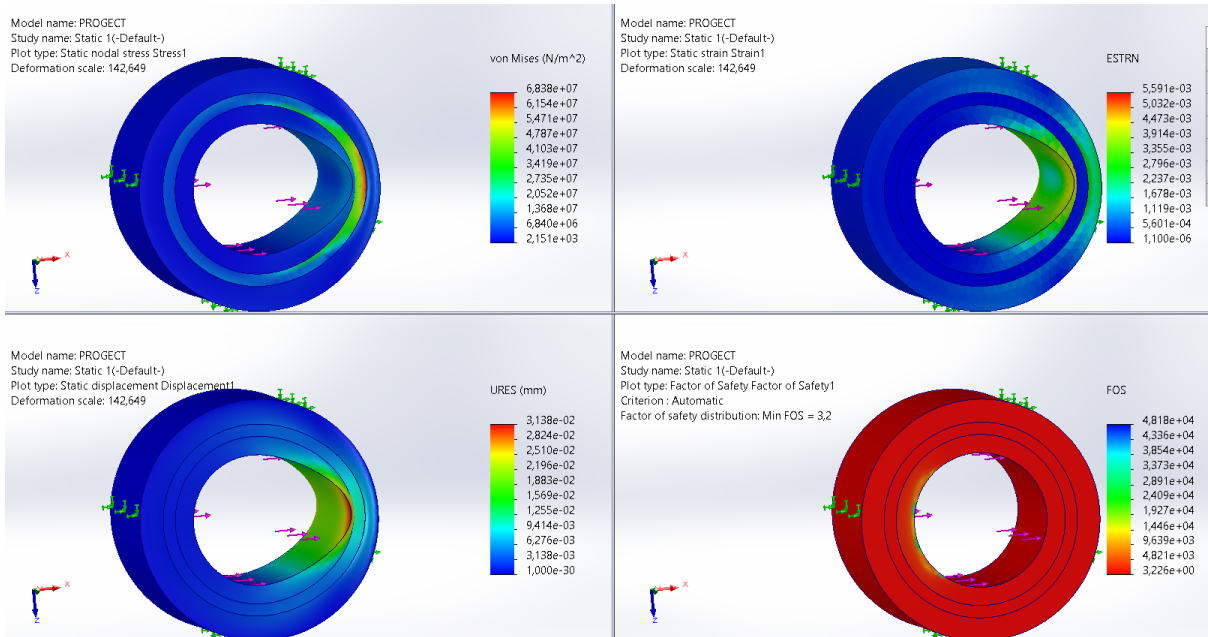 Model name: PROGECT
Study name: Static 1(-Default-)
Plot type: Static nodal stress Stress1
Deformation scale: 142,649
von Mises (N/m^2)
6,838e+07
6,154e+07
5,471e+07
4,787e+07
4,103e+07
3,419e+07
2,735e+07
2,052e+07
1,368e+07
6,840e+06
2,151e+03
X
Z
Model name: PROGECT
Study name: Static 1(-Default-)
Plot type: Static strain Strain1
Deformation scale: 142,649
ESTRN
5,591e-03
5,032e-03
4,473e-03
3,914e-03
3,355e-03
2,796e-03
2,237e-03
1,678e-03
1,119e-03
5,601e-04
1,100e-06
X
Z
Model name: PROGECT
Study name: Static 1(-Default-)
Plot type: Static displacement Displacement1
Deformation scale: 142,649
URES (mm)
3,138e-02
2,824e-02
2,510e-02
2,196e-02
1,883e-02
1,569e-02
1,255e-02
9,414e-03
6,276e-03
3,138e-03
1,000e-30
X
Z
Model name: PROGECT
Study name: Static 1(-Default-)
Plot type: Factor of Safety Factor of Safety1
Criterion : Automatic
Factor of safety distribution: Min FOS = 3,2
FOS
4,818e+04
4,336e+04
3,854e+04
3,373e+04
2,891e+04
2,409e+04
1,927e+04
1,446e+04
9,639e+03
4,821e+03
3,226e+00
X
Z